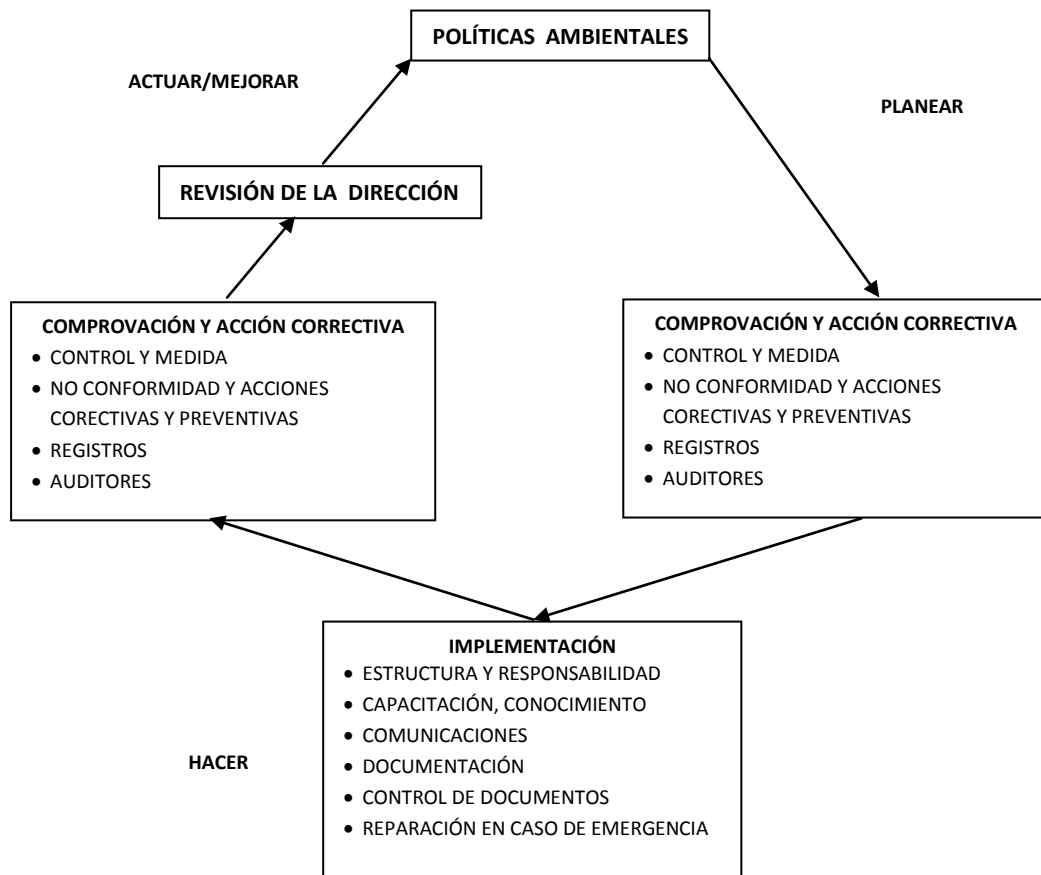 POLÍTICAS AMBIENTALES
ACTUAR/MEJORAR
PLANEAR
REVISIÓN DE LA DIRECCIÓN
COMPROVACIÓN Y ACCIÓN CORRECTIVA
• CONTROL Y MEDIDA
• NO CONFORMIDAD Y ACCIONES
CORECTIVAS Y PREVENTIVAS
• REGISTROS
• AUDITORES
COMPROVACIÓN Y ACCIÓN CORRECTIVA
• CONTROL Y MEDIDA
• NO CONFORMIDAD Y ACCIONES
CORECTIVAS Y PREVENTIVAS
• REGISTROS
• AUDITORES
IMPLEMENTACIÓN
• ESTRUCTURA Y RESPONSABILIDAD
• CAPACITACIÓN, CONOCIMIENTO
• COMUNICACIONES
• DOCUMENTACIÓN
• CONTROL DE DOCUMENTOS
• REPARACIÓN EN CASO DE EMERGENCIA
HACER